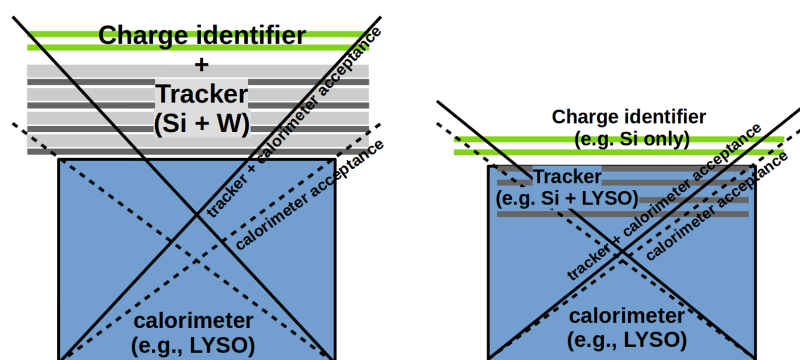 Charge identifier
+
Tracker
(Si + W)
tracker + calorimeter acceptance
calorimeter acceptance
calorimeter
(e.g., LYSO)
Charge identifier
(e.g. Si only)
Tracker
(e.g. Si + LYSO)
tracker + calorimeter acceptance
calorimeter acceptance
calorimeter
(e.g., LYSO)